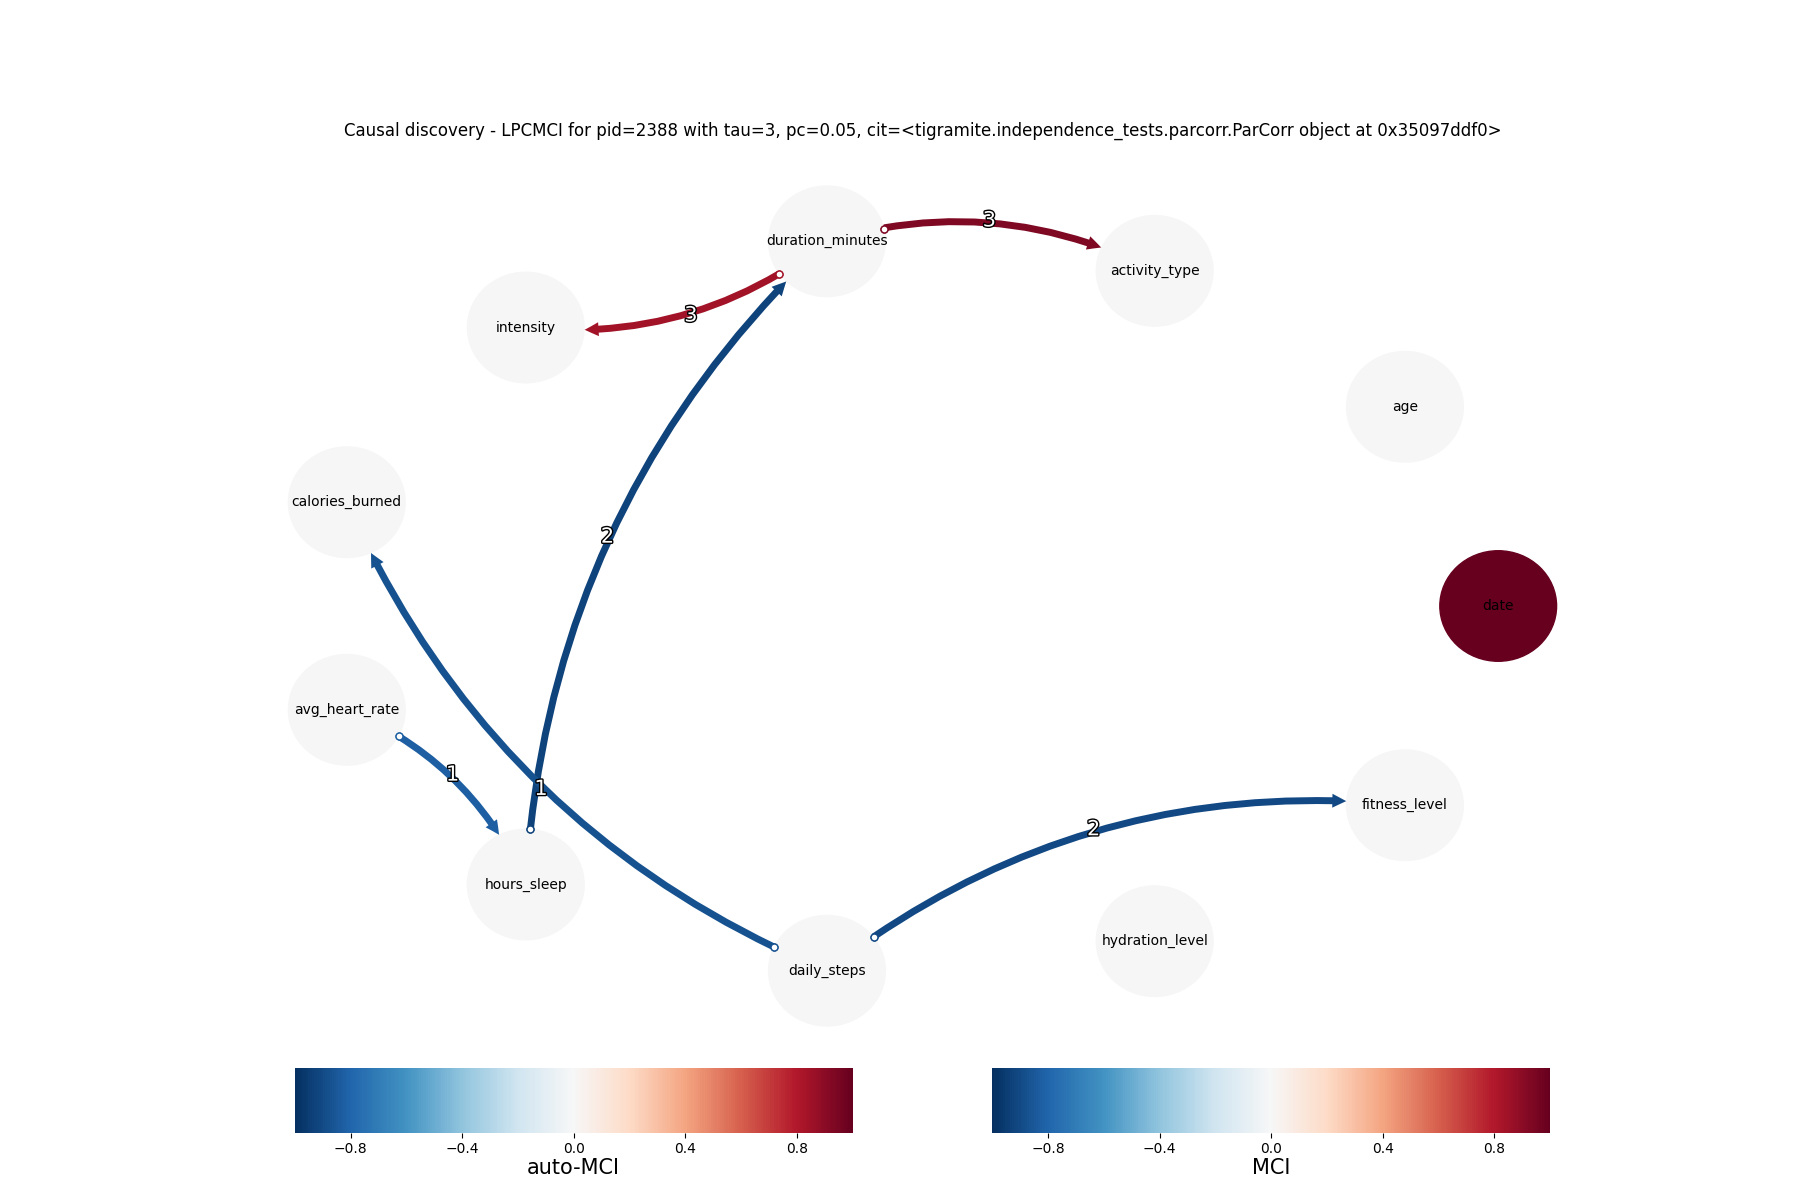 Causal discovery - LPCMCI for pid=2388 with tau=3, pc=0.05, cit=<tigramite.independence_tests.parcorr.ParCorr object at 0x35097ddf0>
3
duration_minutes
activity_type
3
intensity
age
calories_burned
2
date
avg_heart_rate
1
1
fitness_level
2
hours_sleep
hydration_level
daily_steps
−0.8 −0.4 0.0 0.4 0.8
auto-MCI
−0.8 −0.4 0.0 0.4 0.8
MCI